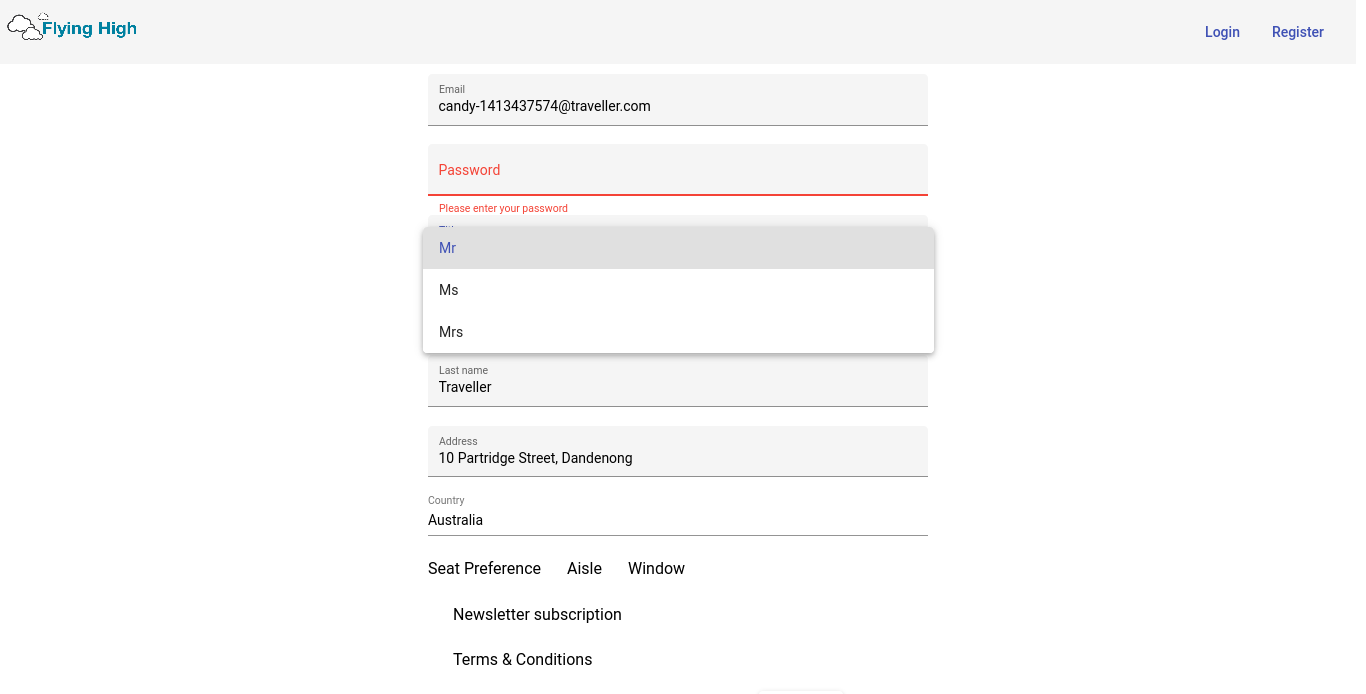 Flying High
Login Register
Email
candy-1413437574@traveller.com
Password
Please enter your password
Mr
Ms
Mrs
Last name
Traveller
Address
10 Partridge Street, Dandenong
Country
Australia
Seat Preference Aisle Window
Newsletter subscription
Terms & Conditions